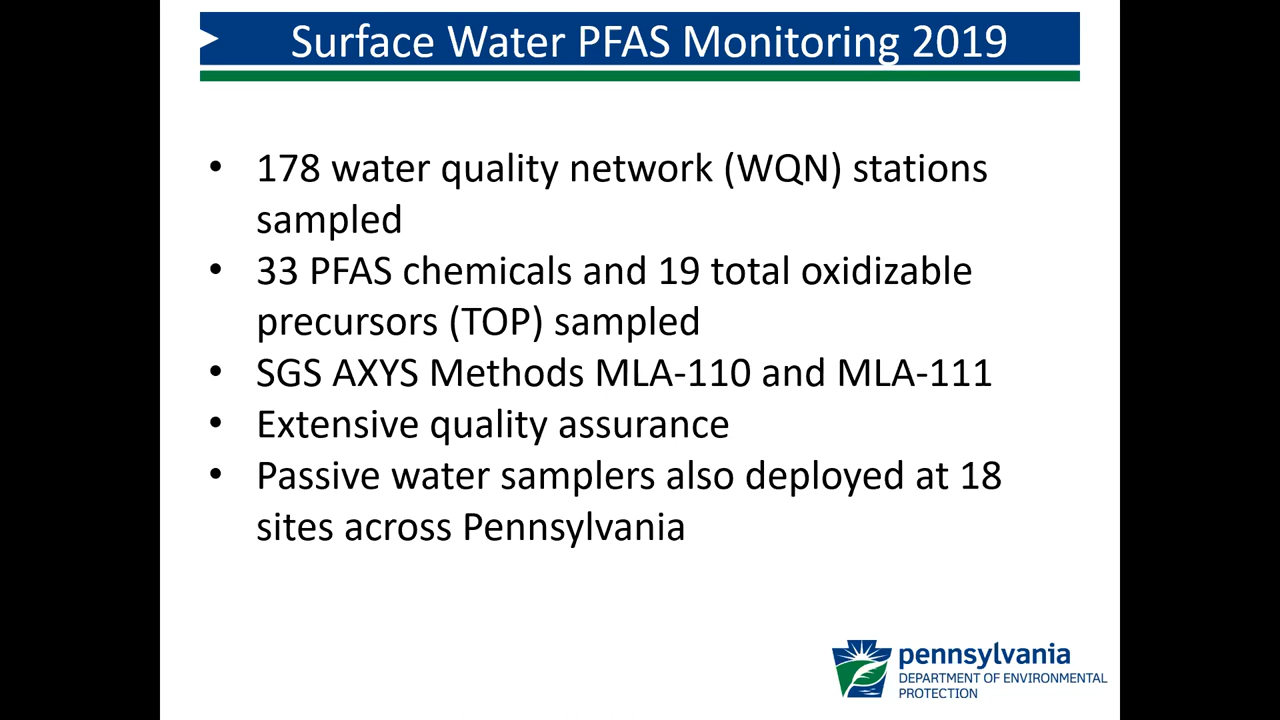 Surface Water PFAS Monitoring 2019
• 178 water quality network (WQN) stations
sampled
• 33 PFAS chemicals and 19 total oxidizable
precursors (TOP) sampled
• SGS AXYS Methods MLA-110 and MLA-111
• Extensive quality assurance
• Passive water samplers also deployed at 18
sites across Pennsylvania
pennsylvania
DEPARTMENT OF ENVIRONMENTAL
PROTECTION